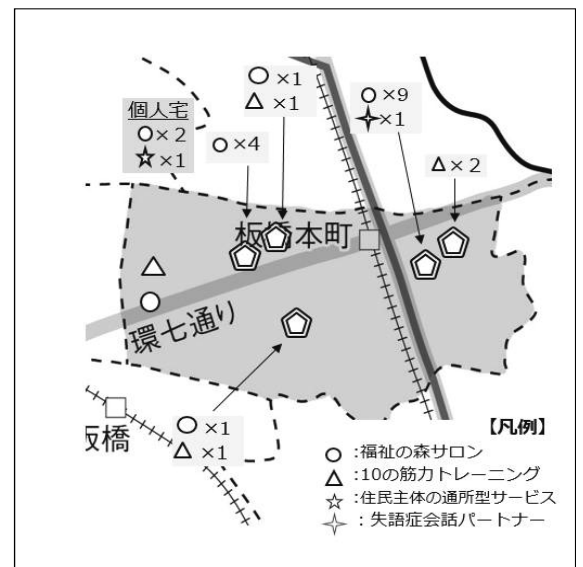 ○×1
△×1
個人宅
○×2
☆×1
○×4
○×9
✧×1
△×2
板橋本町
環七通り
○×1
△×1
板橋
【凡例】
○:福祉の森サロン
△:10の筋力トレーニング
☆:住民主体の通所型サービス
✧:失語症会話パートナー